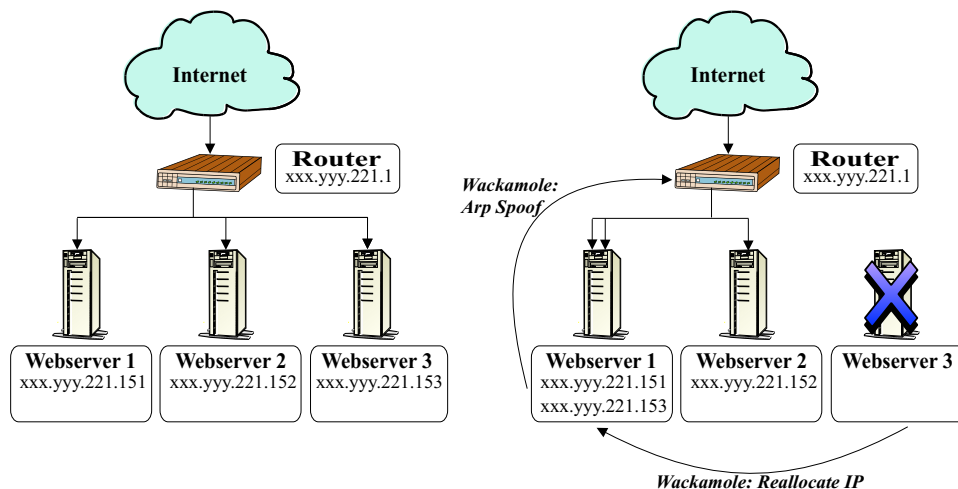 Internet
Router
xxx.yyy.221.1
Webserver 1
xxx.yyy.221.151
Webserver 2
xxx.yyy.221.152
Webserver 3
xxx.yyy.221.153
Internet
Router
xxx.yyy.221.1
Wackamole:
Arp Spoof
Webserver 1
xxx.yyy.221.151
xxx.yyy.221.153
Webserver 2
xxx.yyy.221.152
Webserver 3
Wackamole: Reallocate IP